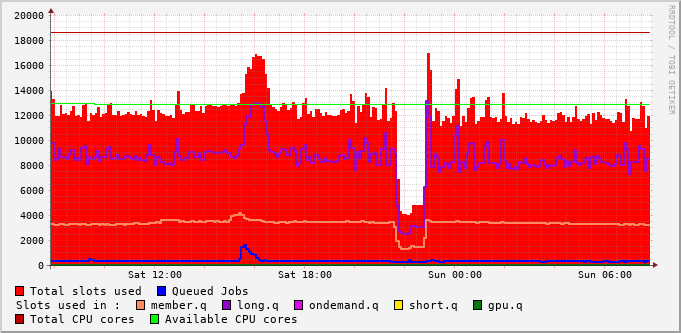 20000
18000
16000
14000
12000
10000
8000
6000
4000
2000
0
Sat 12:00 Sat 18:00 Sun 00:00 Sun 06:00
RRDTOOL / TOBI OETIKER
Total slots used Queued Jobs
Slots used in : member.q long.q ondemand.q short.q gpu.q
Total CPU cores Available CPU cores